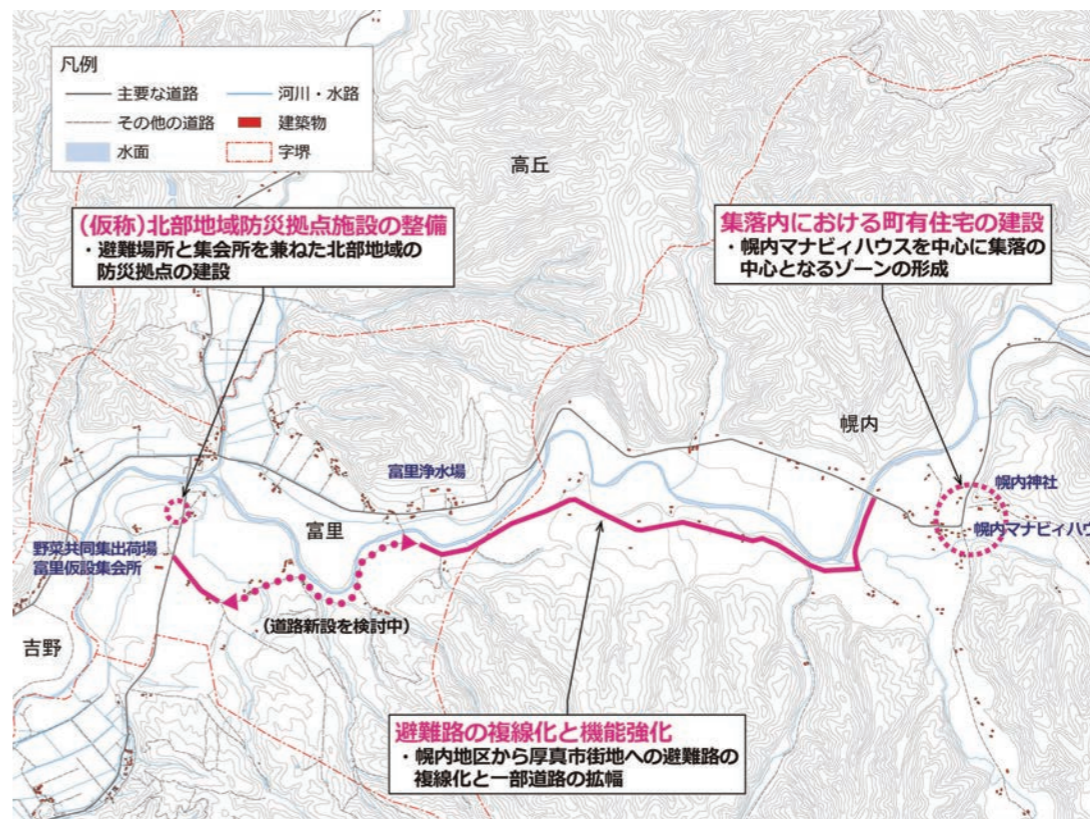 凡例
主要な道路
河川・水路
その他の道路
建築物
水面
字堺
高丘
(仮称)北部地域防災拠点施設の整備
・避難場所と集会所を兼ねた北部地域の
防災拠点の建設
集落内における町有住宅の建設
・幌内マナビィハウスを中心に集落の
中心となるゾーンの形成
幌内
富里浄水場
幌内神社
幌内マナビィハウ
富里
野菜共同集出荷場
富里仮設集会所
(道路新設を検討中)
吉野
避難路の複線化と機能強化
・幌内地区から厚真市街地への避難路の
複線化と一部道路の拡幅